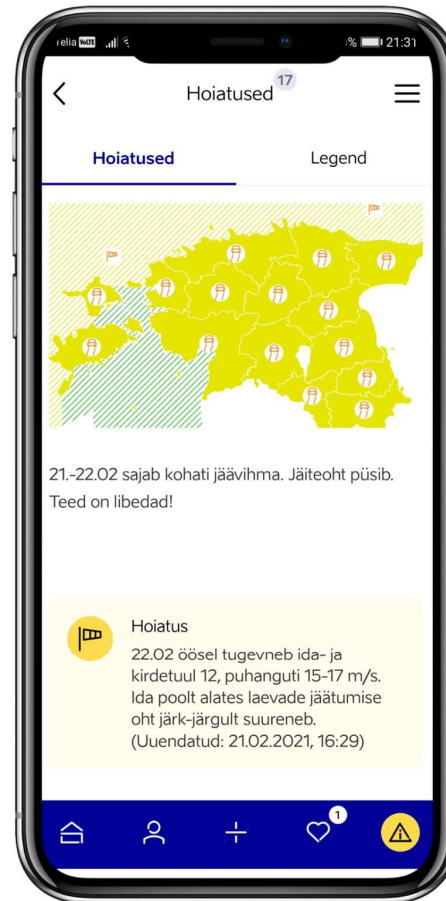 elia VoLTE
% 21:31
Hoiatused 17
Hoiatused Legend
21.-22.02 sajab kohati jäävihma. Jäiteoht püsib.
Teed on libedad!
Hoiatus
22.02 öösel tugevneb ida- ja
kirdetuul 12, puhanguti 15-17 m/s.
Ida poolt alates laevade jäätumise
oht järk-järgult suureneb.
(Uuendatud: 21.02.2021, 16:29)
1